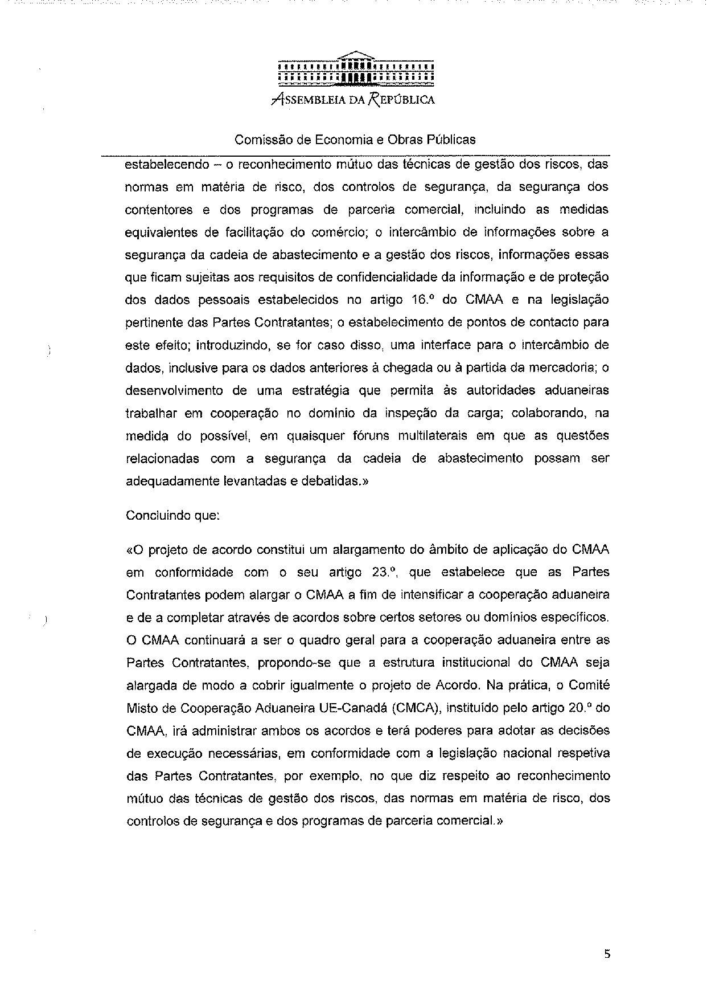 ASSEMBLEIA DA REPÚBLICA
Comissão de Economia e Obras Públicas
estabelecendo – o reconhecimento mútuo das técnicas de gestão dos riscos, das
normas em matéria de risco, dos controlos de segurança, da segurança dos
contentores e dos programas de parceria comercial, incluindo as medidas
equivalentes de facilitação do comércio; o intercâmbio de informações sobre a
segurança da cadeia de abastecimento e a gestão dos riscos, informações essas
que ficam sujeitas aos requisitos de confidencialidade da informação e de proteção
dos dados pessoais estabelecidos no artigo 16.º do CMAA e na legislação
pertinente das Partes Contratantes; o estabelecimento de pontos de contacto para
este efeito; introduzindo, se for caso disso, uma interface para o intercâmbio de
dados, inclusive para os dados anteriores à chegada ou à partida da mercadoria; o
desenvolvimento de uma estratégia que permita às autoridades aduaneiras
trabalhar em cooperação no domínio da inspeção da carga; colaborando, na
medida do possível, em quaisquer fóruns multilaterais em que as questões
relacionadas com a segurança da cadeia de abastecimento possam ser
adequadamente levantadas e debatidas.»
Concluindo que:
«O projeto de acordo constitui um alargamento do âmbito de aplicação do CMAA
em conformidade com o seu artigo 23.º, que estabelece que as Partes
Contratantes podem alargar o CMAA a fim de intensificar a cooperação aduaneira
e de a completar através de acordos sobre certos setores ou domínios específicos.
O CMAA continuará a ser o quadro geral para a cooperação aduaneira entre as
Partes Contratantes, propondo-se que a estrutura institucional do CMAA seja
alargada de modo a cobrir igualmente o projeto de Acordo. Na prática, o Comité
Misto de Cooperação Aduaneira UE-Canadá (CMCA), instituído pelo artigo 20.º do
CMAA, irá administrar ambos os acordos e terá poderes para adotar as decisões
de execução necessárias, em conformidade com a legislação nacional respetiva
das Partes Contratantes, por exemplo, no que diz respeito ao reconhecimento
mútuo das técnicas de gestão dos riscos, das normas em matéria de risco, dos
controlos de segurança e dos programas de parceria comercial.»
5